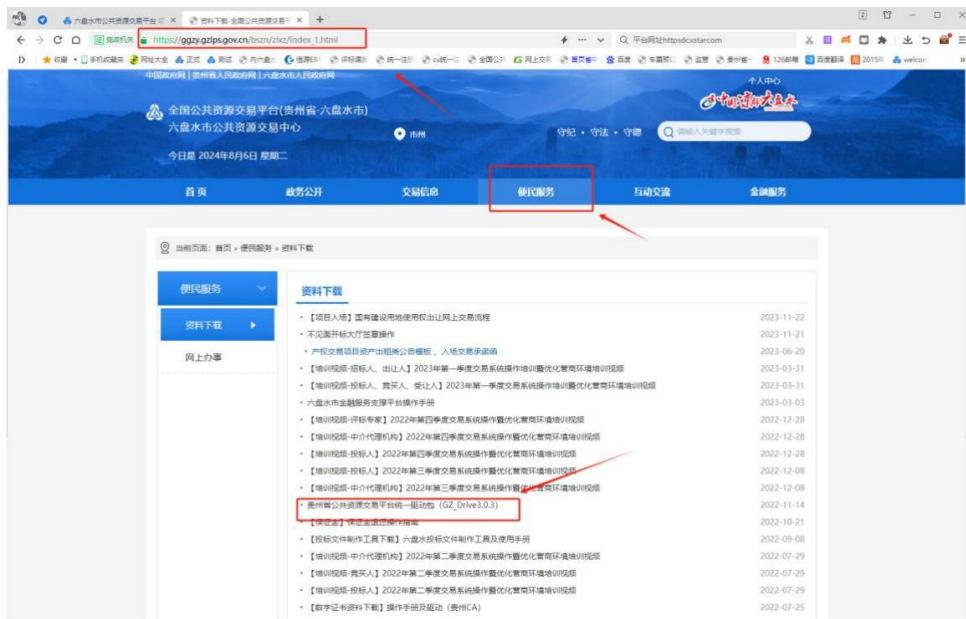 六盘水市公共资源交易平台
资料下载-全国公共资源交易平
https://ggzy.gzlps.gov.cn/bszn/zlxz/index_1.html
平台网址httpsdcxstarcom
收藏
手机收藏夹
网址大全
正式
测试
百度
126邮箱
百度翻译
2015年
welcom
中国政府网 | 贵州省人民政府网 | 六盘水市人民政府网
个人中心
全国公共资源交易平台(贵州省·六盘水市)
六盘水市公共资源交易中心
市州
守纪 · 守法 · 守德
请输入关键字搜索
今日是 2024年8月6日 星期二
首 页
政务公开
交易信息
便民服务
互动交流
金融服务
当前页面: 首页 » 便民服务 » 资料下载
便民服务
资料下载
网上办事
资料下载
【项目入场】国有建设用地使用权出让网上交易流程 2023-11-22
不见面开标大厅签章操作 2023-11-21
产权交易项目资产出租类公告模板 、入场交易承诺函 2023-06-20
【培训视频-招标人、出让人】2023年第一季度交易系统操作培训暨优化营商环境培训视频 2023-03-31
【培训视频-投标人、竞买人、受让人】2023年第一季度交易系统操作培训暨优化营商环境培训视频 2023-03-31
六盘水市金融服务支撑平台操作手册 2023-03-03
【培训视频-评标专家】2022年第四季度交易系统操作暨优化营商环境培训视频 2022-12-28
【培训视频-中介代理机构】2022年第四季度交易系统操作暨优化营商环境培训视频 2022-12-28
【培训视频-投标人】2022年第四季度交易系统操作暨优化营商环境培训视频 2022-12-28
【培训视频-投标人】2022年第三季度交易系统操作暨优化营商环境培训视频 2022-12-08
【培训视频-中介代理机构】2022年第三季度交易系统操作暨优化营商环境培训视频 2022-12-08
贵州省公共资源交易平台统一驱动包（GZ_Drive3.0.3） 2022-11-14
【保证金】保证金退还操作指南 2022-10-21
【投标文件制作工具下载】六盘水投标文件制作工具及使用手册 2022-09-08
【培训视频-中介代理机构】2022年第二季度交易系统操作暨优化营商环境培训视频 2022-07-29
【培训视频-竞买人】2022年第二季度交易系统操作暨优化营商环境培训视频 2022-07-29
【培训视频-投标人】2022年第二季度交易系统操作暨优化营商环境培训视频 2022-07-29
【数字证书资料下载】操作手册及驱动（贵州CA） 2022-07-25